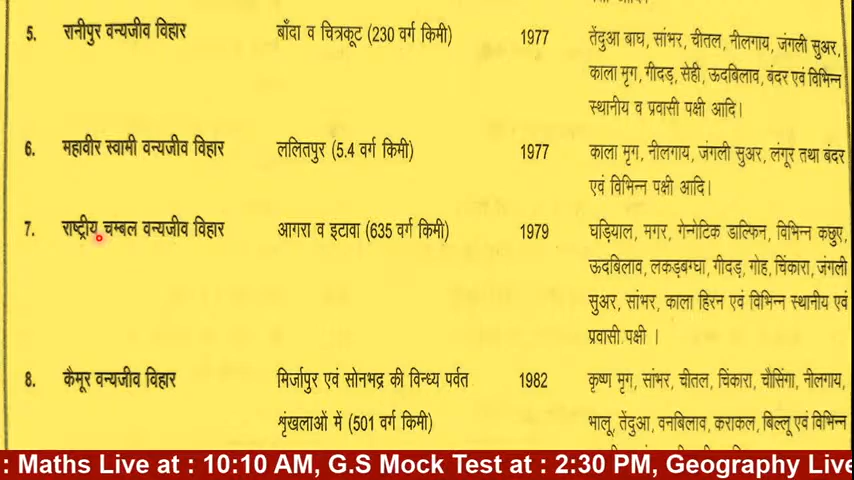 5. रानीपुर वन्यजीव विहार बाँदा व चित्रकूट (230 वर्ग किमी) 1977 तेंदुआ बाघ, सांभर, चीतल, नीलगाय, जंगली सुअर,
काला मृग, गीदड़, सेही, ऊदबिलाव, बंदर एवं विभिन्न
स्थानीय व प्रवासी पक्षी आदि।
6. महावीर स्वामी वन्यजीव विहार ललितपुर (5.4 वर्ग किमी) 1977 काला मृग, नीलगाय, जंगली सुअर, लंगूर तथा बंदर
एवं विभिन्न पक्षी आदि।
7. राष्ट्रीय चम्बल वन्यजीव विहार आगरा व इटावा (635 वर्ग किमी) 1979 घड़ियाल, मगर, गेन्गेटिक डाल्फिन, विभिन्न कछुए,
ऊदबिलाव, लकड़बग्घा, गीदड़, गोह, चिंकारा, जंगली
सुअर, सांभर, काला हिरन एवं विभिन्न स्थानीय एवं
प्रवासी पक्षी ।
8. कैमूर वन्यजीव विहार मिर्जापुर एवं सोनभद्र की विन्ध्य पर्वत 1982 कृष्ण मृग, सांभर, चीतल, चिंकारा, चौसिंगा, नीलगाय,
शृंखलाओं में (501 वर्ग किमी) भालू, तेंदुआ, वनबिलाव, कराकल, बिल्लू एवं विभिन्न
: Maths Live at : 10:10 AM, G.S Mock Test at : 2:30 PM, Geography Live